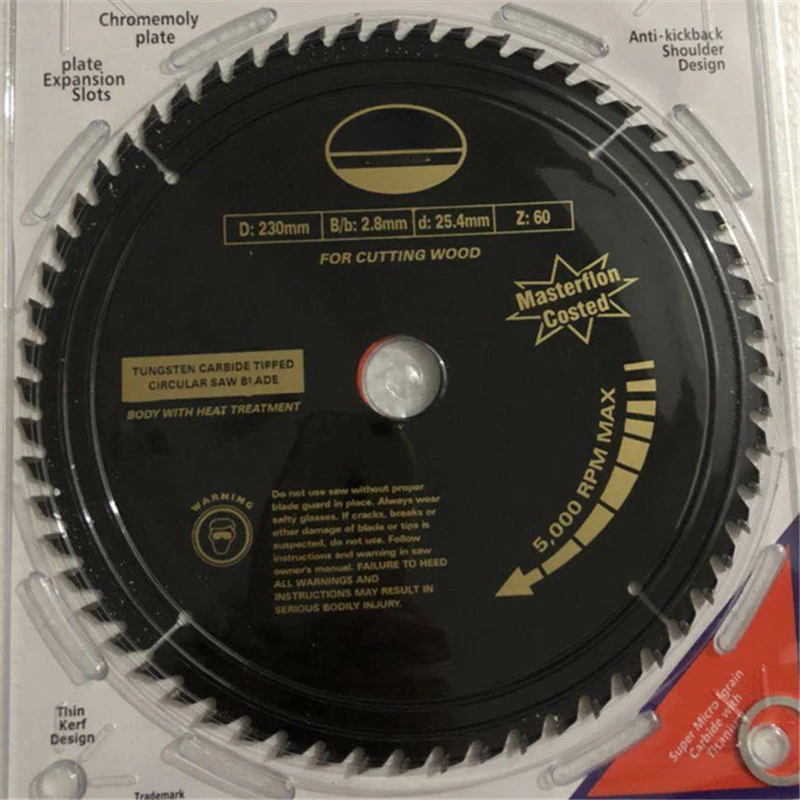 Chromemoly
plate
plate
Expansion
Slots
Anti-kickback
Shoulder
Design
D: 230mm B/b: 2.8mm d: 25.4mm Z: 60
FOR CUTTING WOOD
Masterflon
Costed
TUNGSTEN CARBIDE TIPPED
CIRCULAR SAW BLADE
BODY WITH HEAT TREATMENT
5,000 RPM MAX
WARNING
Do not use saw without proper
blade guard in place. Always wear
safty glasses. If cracks, breaks or
other damage of blade or tips is
suspected, do not use. Follow
instructions and warning in saw
owner's manual. FAILURE TO HEED
ALL WARNINGS AND
INSTRUCTIONS MAY RESULT IN
SERIOUS BODILY INJURY.
Thin
Kerf
Design
Trademark
Super Micro grain
Carbide with
Titanium